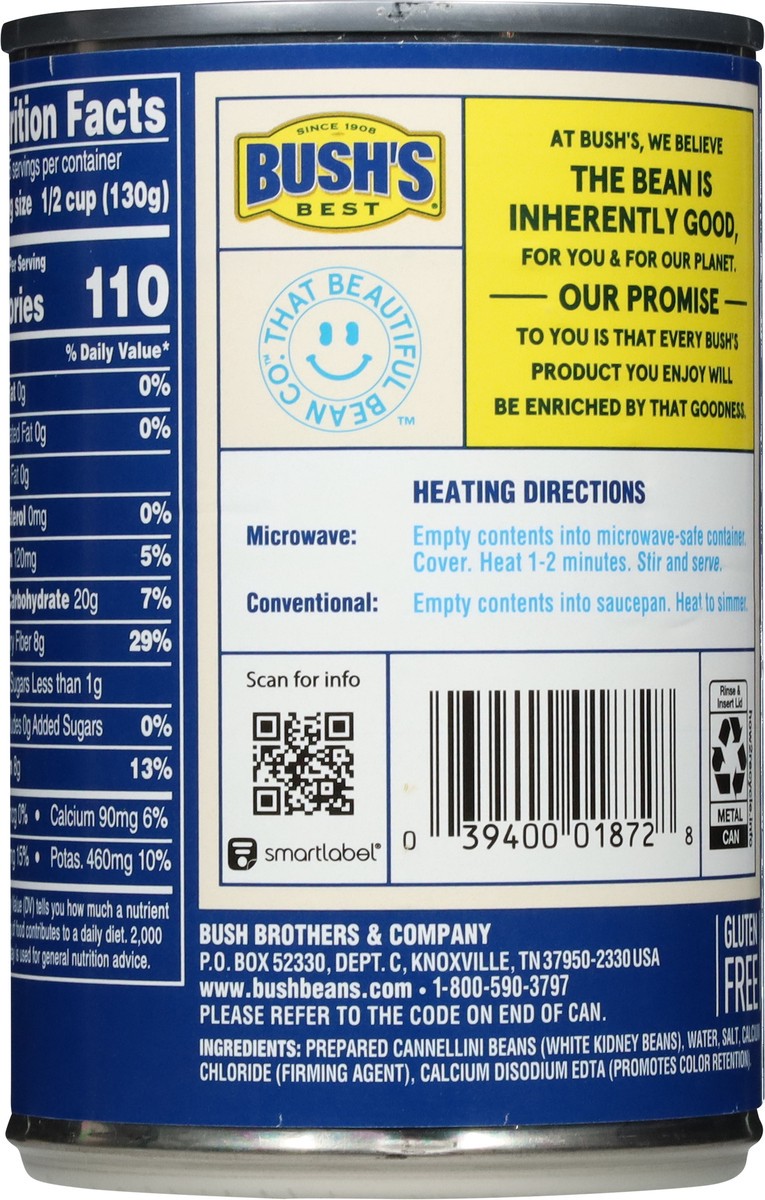 Facts
servings per container
size 1/2 cup (130g)
Per Serving
110
% Daily Value*
0g 0%
Fat 0g 0%
Fat 0g
0mg 0%
120mg 5%
20g 7%
Fiber 8g 29%
Sugars Less than 1g
0g Added Sugars 0%
8g 13%
0% • Calcium 90mg 6%
15% • Potas. 460mg 10%
(DV) tells you how much a nutrient
food contributes to a daily diet. 2,000
is used for general nutrition advice.
SINCE 1908
BUSH'S
BEST
THAT BEAUTIFUL BEAN CO.™
™
AT BUSH'S, WE BELIEVE
THE BEAN IS
INHERENTLY GOOD,
FOR YOU & FOR OUR PLANET.
OUR PROMISE
TO YOU IS THAT EVERY BUSH'S
PRODUCT YOU ENJOY WILL
BE ENRICHED BY THAT GOODNESS.
HEATING DIRECTIONS
Microwave: Empty contents into microwave-safe container.
Cover. Heat 1-2 minutes. Stir and serve.
Conventional: Empty contents into saucepan. Heat to simmer.
Scan for info
smartlabel®
0 39400 01872 8
Rinse &
Insert Lid
METAL
CAN
how2recycle.info
BUSH BROTHERS & COMPANY
P.O. BOX 52330, DEPT. C, KNOXVILLE, TN 37950-2330 USA
www.bushbeans.com • 1-800-590-3797
PLEASE REFER TO THE CODE ON END OF CAN.
GLUTEN
FREE
INGREDIENTS: PREPARED CANNELLINI BEANS (WHITE KIDNEY BEANS), WATER, SALT, CALCIUM
CHLORIDE (FIRMING AGENT), CALCIUM DISODIUM EDTA (PROMOTES COLOR RETENTION).